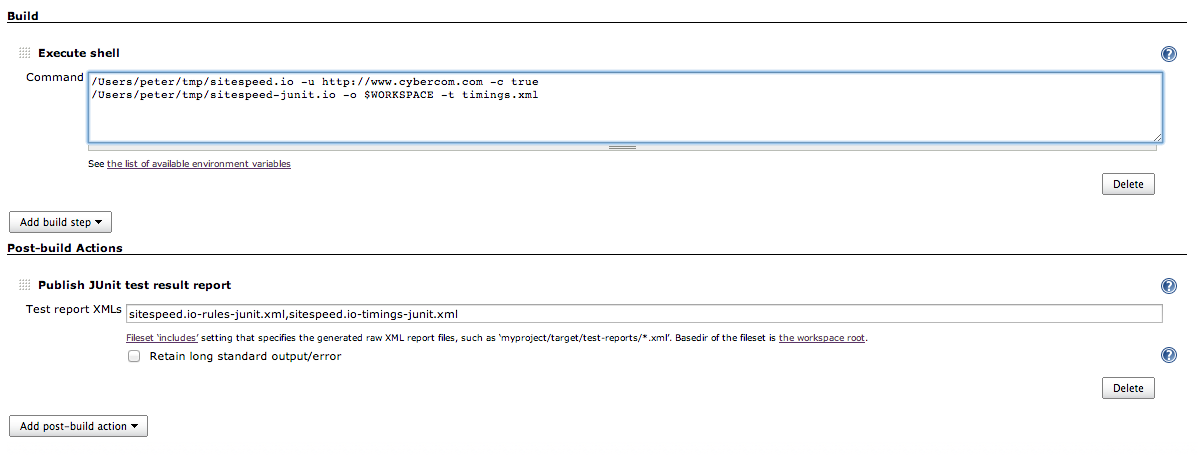 Build
Execute shell
Command
/Users/peter/tmp/sitespeed.io -u http://www.cybercom.com -c true
/Users/peter/tmp/sitespeed-junit.io -o $WORKSPACE -t timings.xml
See the list of available environment variables
Delete
Add build step
Post-build Actions
Publish JUnit test result report
Test report XMLs sitespeed.io-rules-junit.xml,sitespeed.io-timings-junit.xml
Fileset ‘includes’ setting that specifies the generated raw XML report files, such as ‘myproject/target/test-reports/*.xml’. Basedir of the fileset is the workspace root.
Retain long standard output/error
Delete
Add post-build action